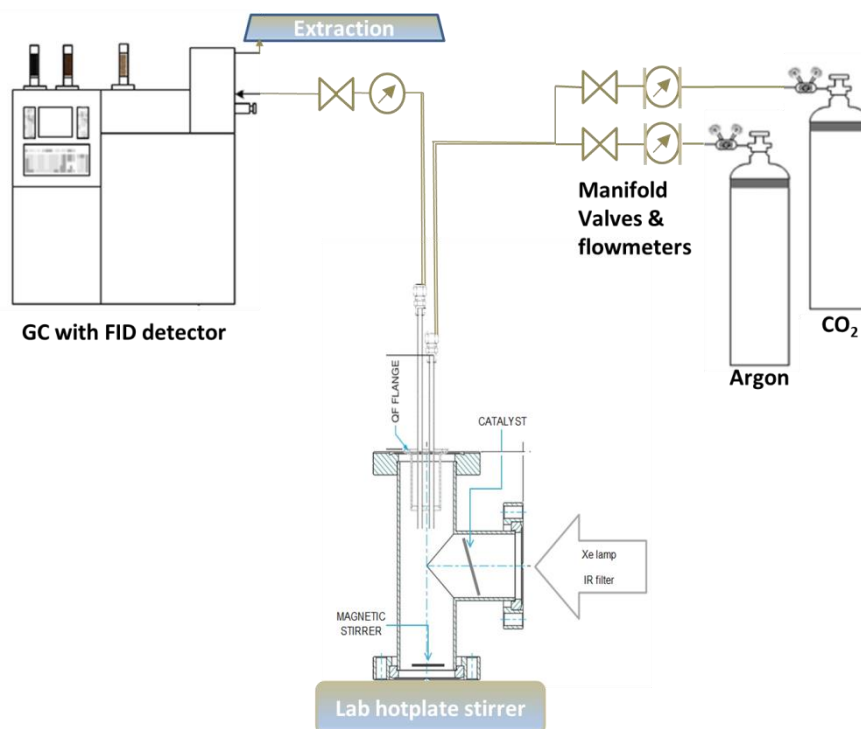 Extraction
GC with FID detector
Manifold
Valves &
flowmeters
CO₂
Argon
QF FLANGE
CATALYST
Xe lamp
IR filter
MAGNETIC
STIRRER
Lab hotplate stirrer